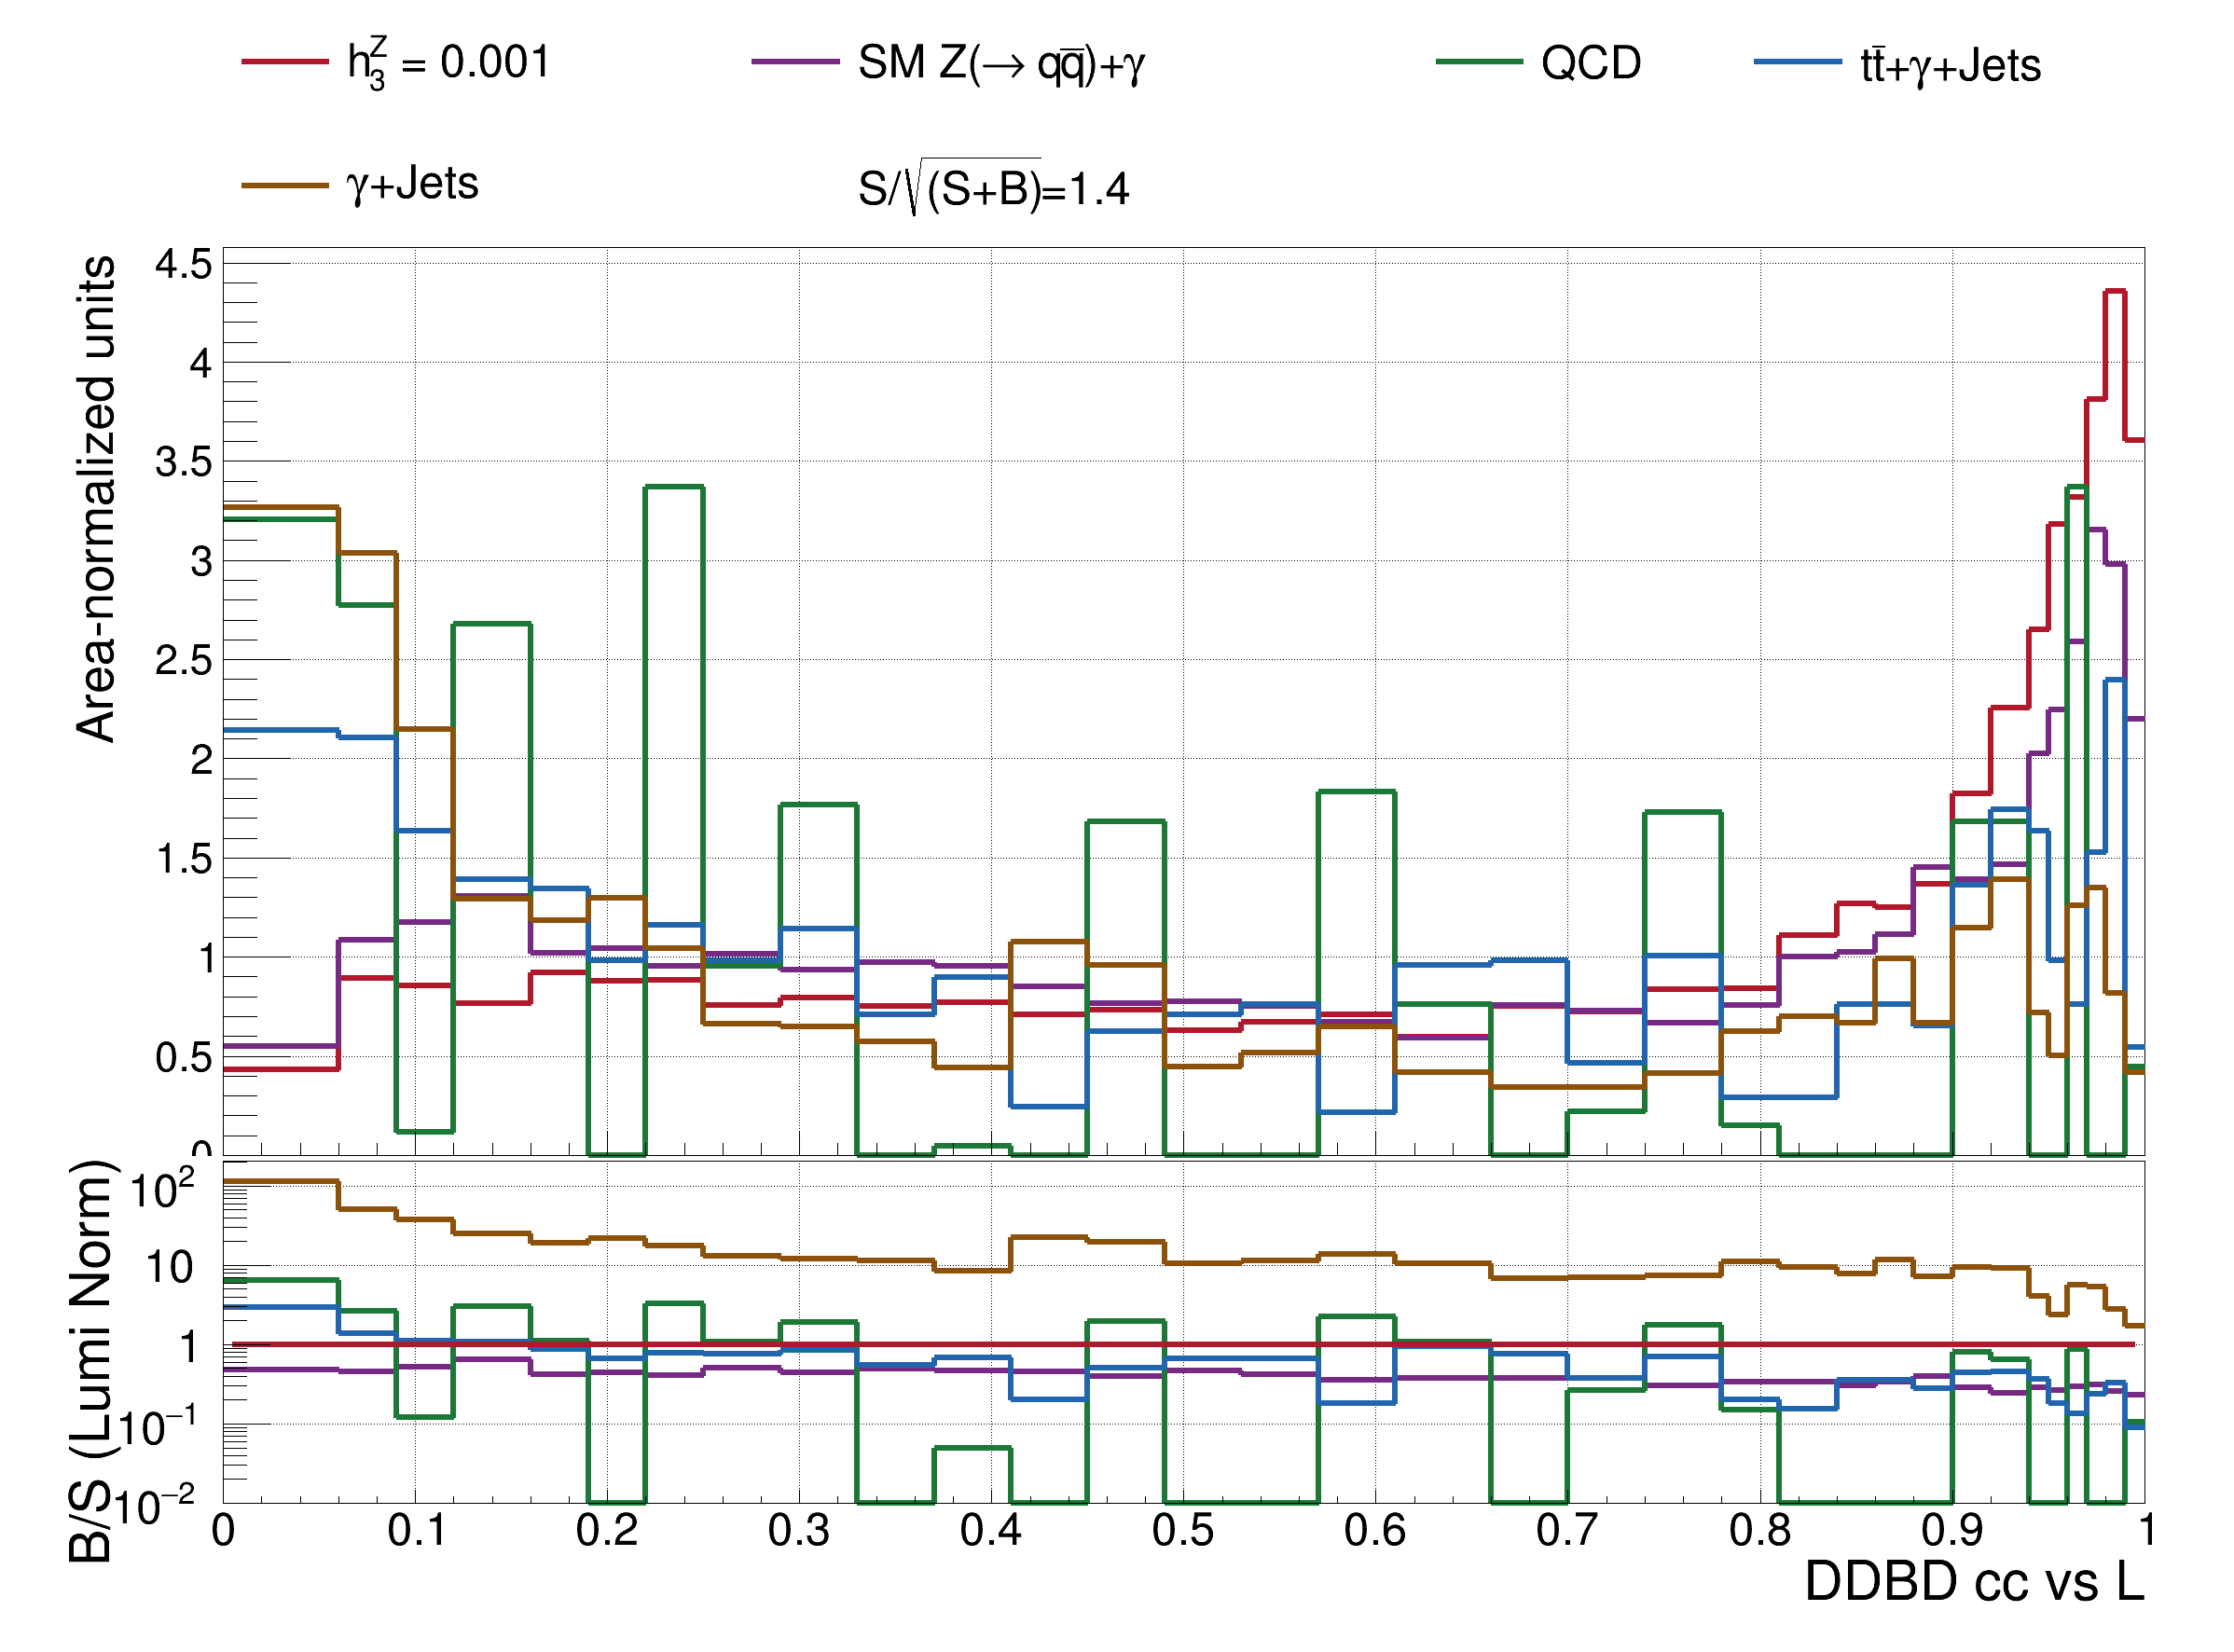 h₃ᶻ = 0.001 SM Z(→ qq̅)+γ QCD tt̅+γ+Jets
γ+Jets S/√(S+B)=1.4
Area-normalized units
4.5
4
3.5
3
2.5
2
1.5
1
0.5
0
B/S (Lumi Norm)
10²
10
1
10⁻¹
10⁻²
0 0.1 0.2 0.3 0.4 0.5 0.6 0.7 0.8 0.9 1
DDBD cc vs L